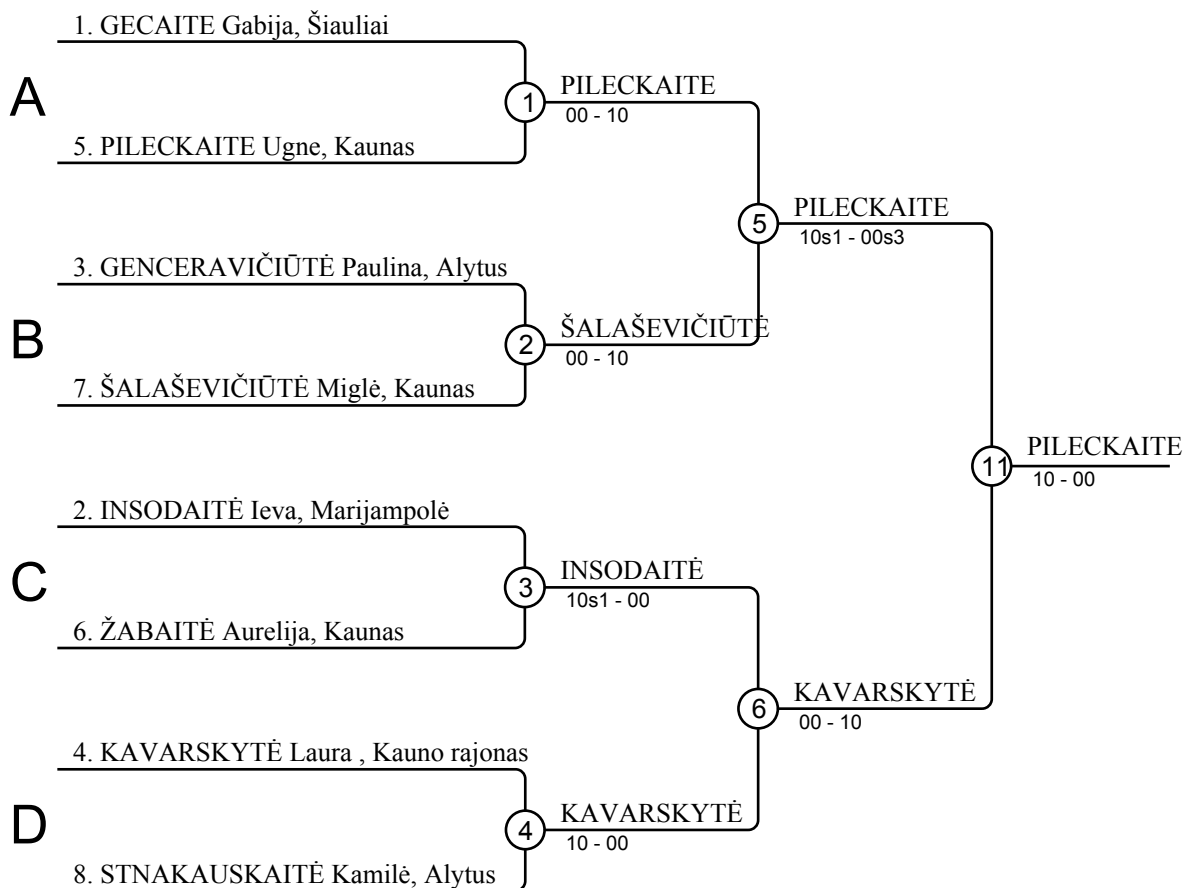 1. GECAITE Gabija, Šiauliai
A
1
PILECKAITE
00 - 10
5. PILECKAITE Ugne, Kaunas
5
PILECKAITE
10s1 - 00s3
3. GENCERAVIČIŪTĖ Paulina, Alytus
B
2
ŠALAŠEVIČIŪTĖ
00 - 10
7. ŠALAŠEVIČIŪTĖ Miglė, Kaunas
11
PILECKAITE
10 - 00
2. INSODAITĖ Ieva, Marijampolė
C
3
INSODAITĖ
10s1 - 00
6. ŽABAITĖ Aurelija, Kaunas
6
KAVARSKYTĖ
00 - 10
4. KAVARSKYTĖ Laura , Kauno rajonas
D
4
KAVARSKYTĖ
10 - 00
8. STNAKAUSKAITĖ Kamilė, Alytus